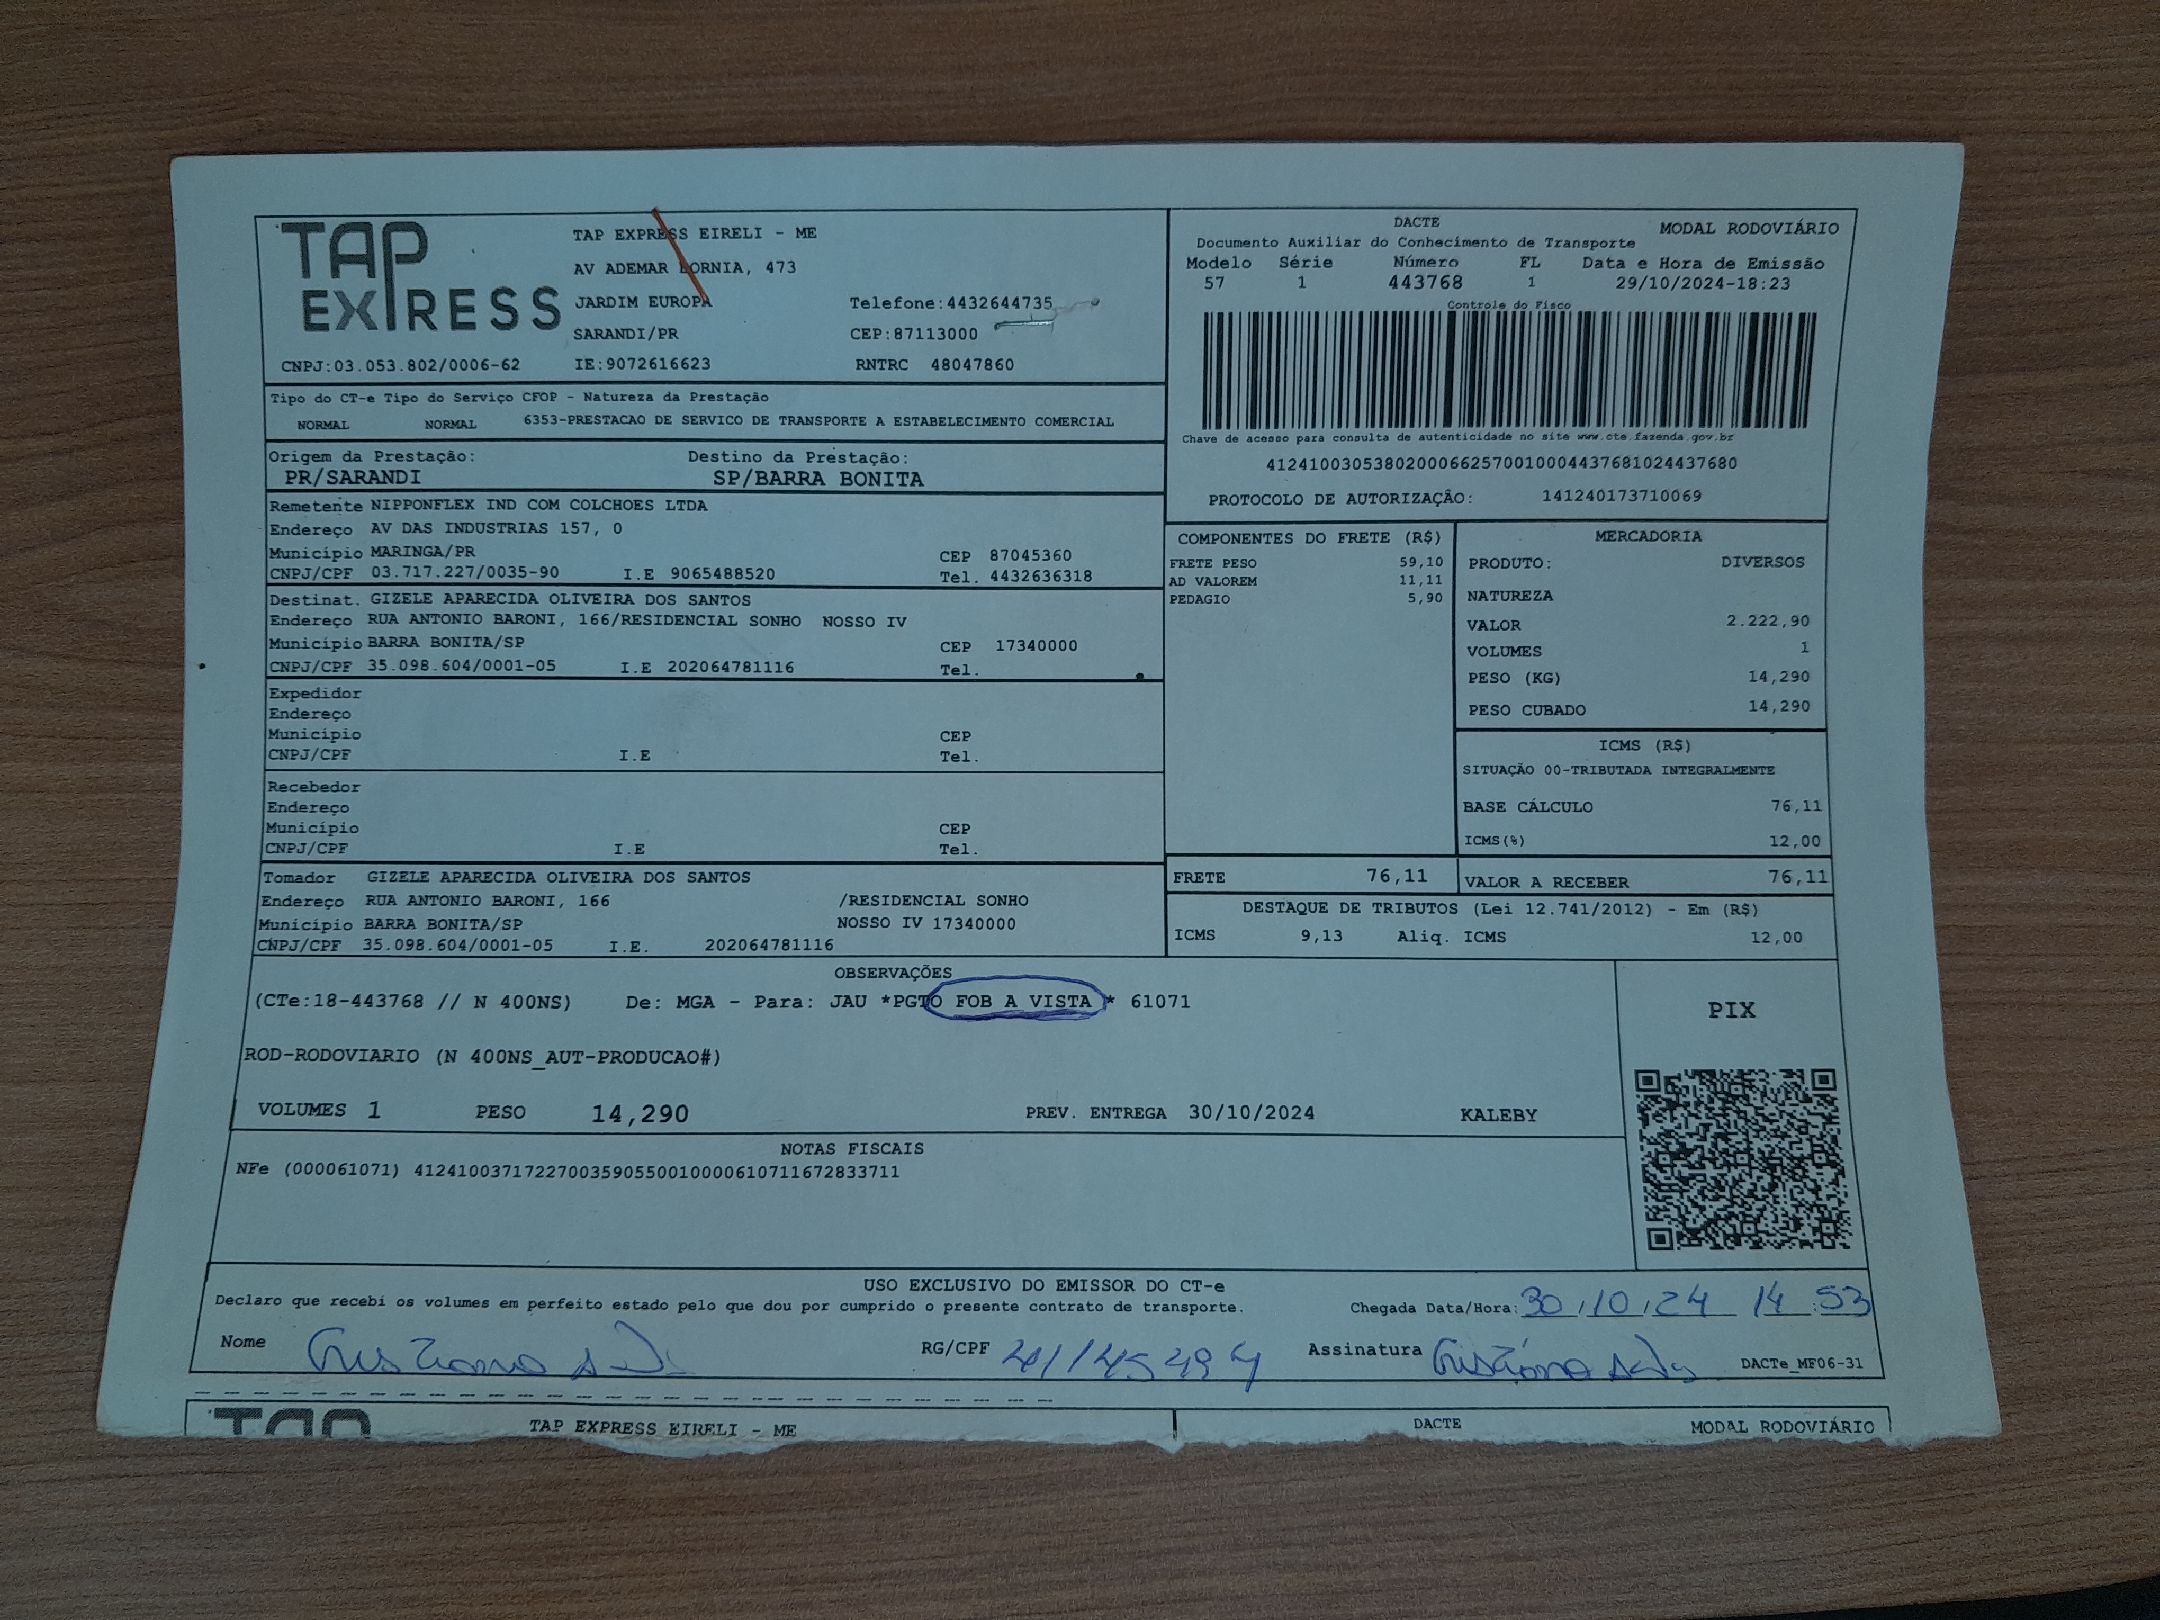 TAP EXPRESS
TAP EXPRESS EIRELI - ME
AV ADEMAR BORNIA, 473
JARDIM EUROPA Telefone:4432644735
SARANDI/PR CEP:87113000
CNPJ:03.053.802/0006-62 IE:9072616623 RNTRC 48047860
DACTE MODAL RODOVIÁRIO
Documento Auxiliar do Conhecimento de Transporte
Modelo Série Número FL Data e Hora de Emissão
57 1 443768 1 29/10/2024-18:23
Controle do Fisco
Chave de acesso para consulta de autenticidade no site www.cte.fazenda.gov.br
41241003053802000662570010004437681024437680
PROTOCOLO DE AUTORIZAÇÃO: 141240173710069
Tipo do CT-e Tipo do Serviço CFOP - Natureza da Prestação
NORMAL NORMAL 6353-PRESTACAO DE SERVICO DE TRANSPORTE A ESTABELECIMENTO COMERCIAL
Origem da Prestação: Destino da Prestação:
PR/SARANDI SP/BARRA BONITA
Remetente NIPPONFLEX IND COM COLCHOES LTDA
Endereço AV DAS INDUSTRIAS 157, 0
Município MARINGA/PR CEP 87045360
CNPJ/CPF 03.717.227/0035-90 I.E 9065488520 Tel. 4432636318
Destinat. GIZELE APARECIDA OLIVEIRA DOS SANTOS
Endereço RUA ANTONIO BARONI, 166/RESIDENCIAL SONHO NOSSO IV
Município BARRA BONITA/SP CEP 17340000
CNPJ/CPF 35.098.604/0001-05 I.E 202064781116 Tel.
Expedidor
Endereço
Município CEP
CNPJ/CPF I.E Tel.
Recebedor
Endereço
Município CEP
CNPJ/CPF I.E Tel.
Tomador GIZELE APARECIDA OLIVEIRA DOS SANTOS
Endereço RUA ANTONIO BARONI, 166 /RESIDENCIAL SONHO
Município BARRA BONITA/SP NOSSO IV 17340000
CNPJ/CPF 35.098.604/0001-05 I.E. 202064781116
COMPONENTES DO FRETE (R$)
FRETE PESO 59,10
AD VALOREM 11,11
PEDAGIO 5,90
MERCADORIA
PRODUTO: DIVERSOS
NATUREZA
VALOR 2.222,90
VOLUMES 1
PESO (KG) 14,290
PESO CUBADO 14,290
ICMS (R$)
SITUAÇÃO 00-TRIBUTADA INTEGRALMENTE
BASE CÁLCULO 76,11
ICMS(%) 12,00
FRETE 76,11 VALOR A RECEBER 76,11
DESTAQUE DE TRIBUTOS (Lei 12.741/2012) - Em (R$)
ICMS 9,13 Aliq. ICMS 12,00
OBSERVAÇÕES
(CTe:18-443768 // N 400NS) De: MGA - Para: JAU *PGTO FOB A VISTA * 61071
ROD-RODOVIARIO (N 400NS_AUT-PRODUCAO#)
VOLUMES 1 PESO 14,290 PREV. ENTREGA 30/10/2024 KALEBY
PIX
NOTAS FISCAIS
NFe (000061071) 41241003717227003590550010000610711672833711
USO EXCLUSIVO DO EMISSOR DO CT-e
Declaro que recebi os volumes em perfeito estado pelo que dou por cumprido o presente contrato de transporte. Chegada Data/Hora: 30/10/24 14:53
Nome RG/CPF Assinatura DACTe_MF06-31
TAP EXPRESS EIRELI - ME DACTE MODAL RODOVIÁRIO